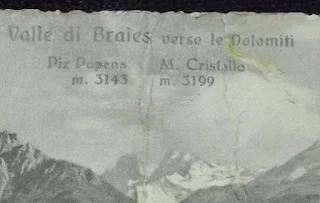 Valle di Braies verso le Dolomiti
Piz Popena M. Cristallo
m. 3143 m. 3199